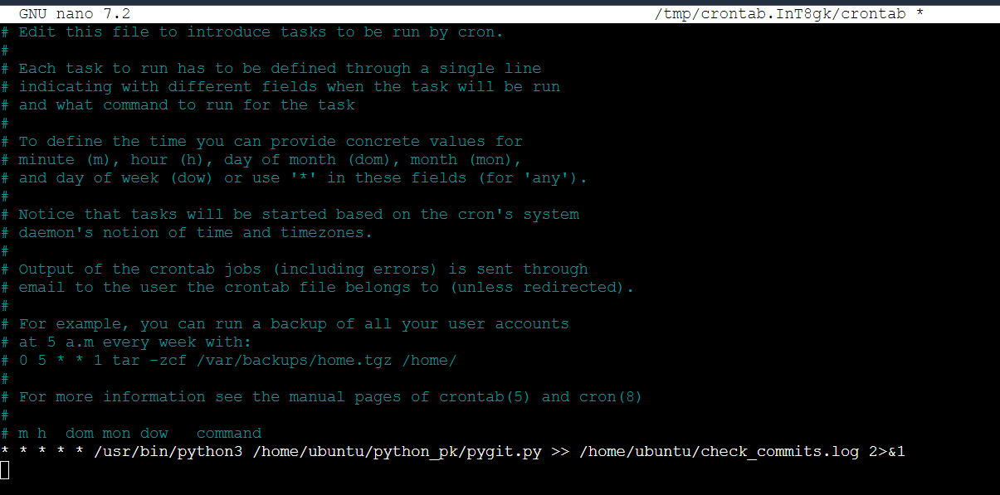 GNU nano 7.2 /tmp/crontab.InT8gk/crontab *
# Edit this file to introduce tasks to be run by cron.
#
# Each task to run has to be defined through a single line
# indicating with different fields when the task will be run
# and what command to run for the task
#
# To define the time you can provide concrete values for
# minute (m), hour (h), day of month (dom), month (mon),
# and day of week (dow) or use '*' in these fields (for 'any').
#
# Notice that tasks will be started based on the cron's system
# daemon's notion of time and timezones.
#
# Output of the crontab jobs (including errors) is sent through
# email to the user the crontab file belongs to (unless redirected).
#
# For example, you can run a backup of all your user accounts
# at 5 a.m every week with:
# 0 5 * * 1 tar -zcf /var/backups/home.tgz /home/
#
# For more information see the manual pages of crontab(5) and cron(8)
#
# m h  dom mon dow   command
* * * * * /usr/bin/python3 /home/ubuntu/python_pk/pygit.py >> /home/ubuntu/check_commits.log 2>&1